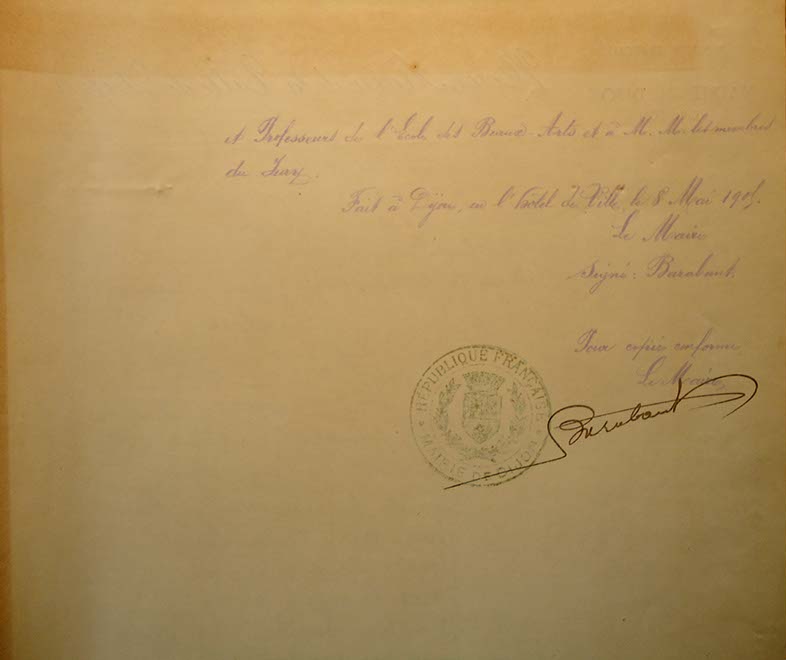 et Professeurs de l'École des Beaux-Arts et à M. M. les membres
du Jury.
Fait à Dijon, en l'hôtel de Ville, le 8 Mai 1905.
Le Maire
Signé: Barabant.
Pour copie conforme
Le Maire,
RÉPUBLIQUE FRANÇAISE
MAIRIE DE DIJON
Barabant